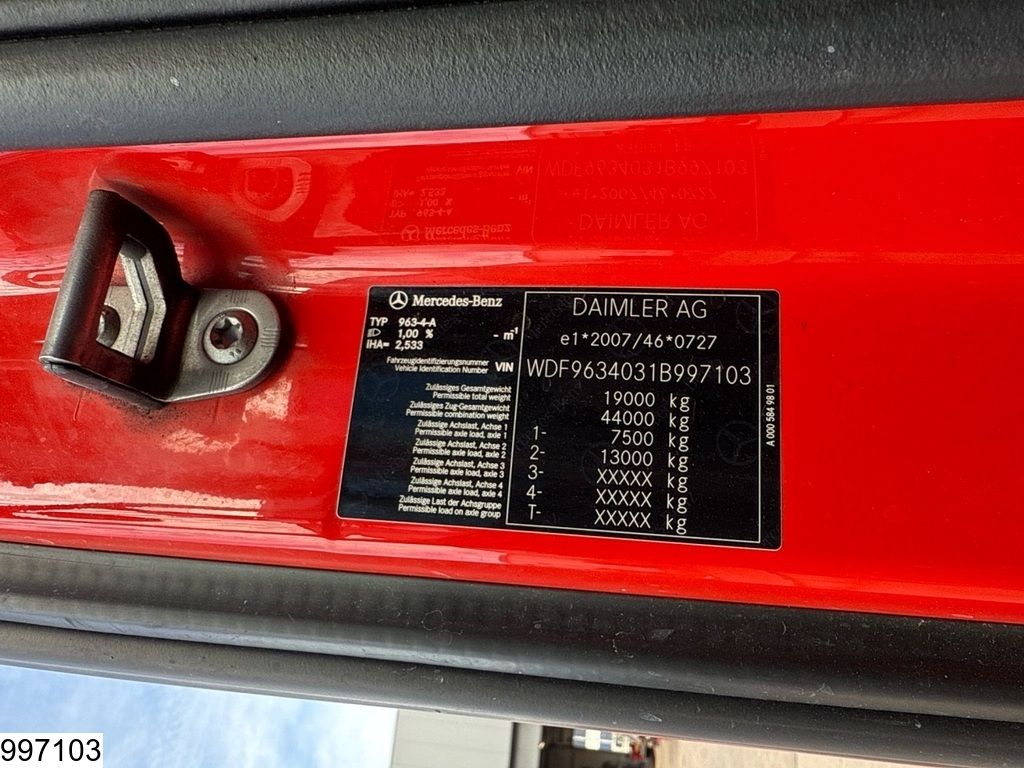 Mercedes-Benz
TYP 963-4-A
1,00 % - m⁻¹
IHA= 2,533
Fahrzeugidentifizierungsnummer
Vehicle Identification Number VIN
Zulässiges Gesamtgewicht
Permissible total weight
Zulässiges Zug-Gesamtgewicht
Permissible combination weight
Zulässige Achslast, Achse 1
Permissible axle load, axle 1
Zulässige Achslast, Achse 2
Permissible axle load, axle 2
Zulässige Achslast, Achse 3
Permissible axle load, axle 3
Zulässige Achslast, Achse 4
Permissible axle load, axle 4
Zulässige Last der Achsgruppe
Permissible load on axle group
DAIMLER AG
e1*2007/46*0727
WDF9634031B997103
19000 kg
44000 kg
1- 7500 kg
2- 13000 kg
3- XXXXX kg
4- XXXXX kg
T- XXXXX kg
A 000 584 98 01
997103